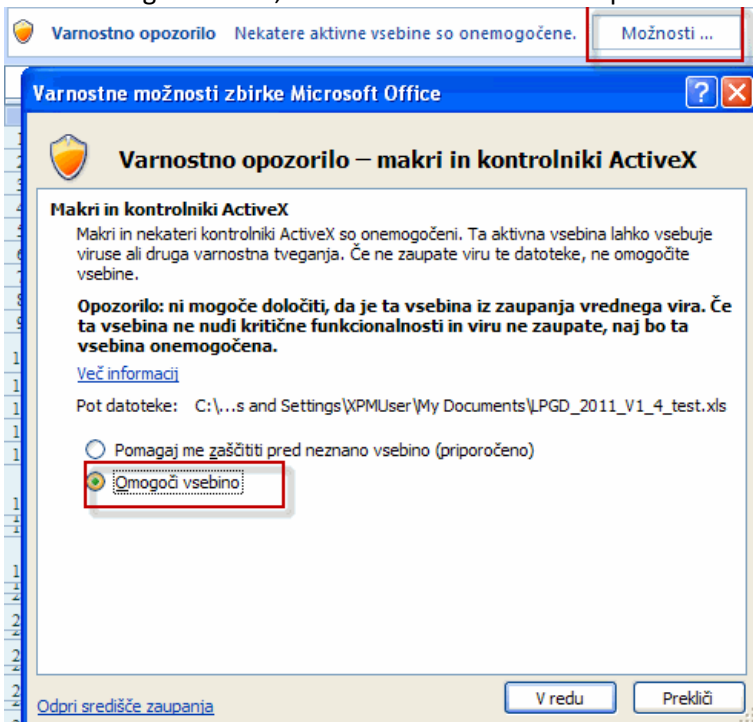 Varnostno opozorilo Nekatere aktivne vsebine so onemogočene. Možnosti ...
Varnostne možnosti zbirke Microsoft Office
Varnostno opozorilo – makri in kontrolniki ActiveX
Makri in kontrolniki ActiveX
Makri in nekateri kontrolniki ActiveX so onemogočeni. Ta aktivna vsebina lahko vsebuje
viruse ali druga varnostna tveganja. Če ne zaupate viru te datoteke, ne omogočite
vsebine.
Opozorilo: ni mogoče določiti, da je ta vsebina iz zaupanja vrednega vira. Če
ta vsebina ne nudi kritične funkcionalnosti in viru ne zaupate, naj bo ta
vsebina onemogočena.
Več informacij
Pot datoteke: C:\...s and Settings\XPMUser\My Documents\LPGD_2011_V1_4_test.xls
Pomagaj me zaščititi pred neznano vsebino (priporočeno)
Omogoči vsebino
Odpri središče zaupanja V redu Prekliči